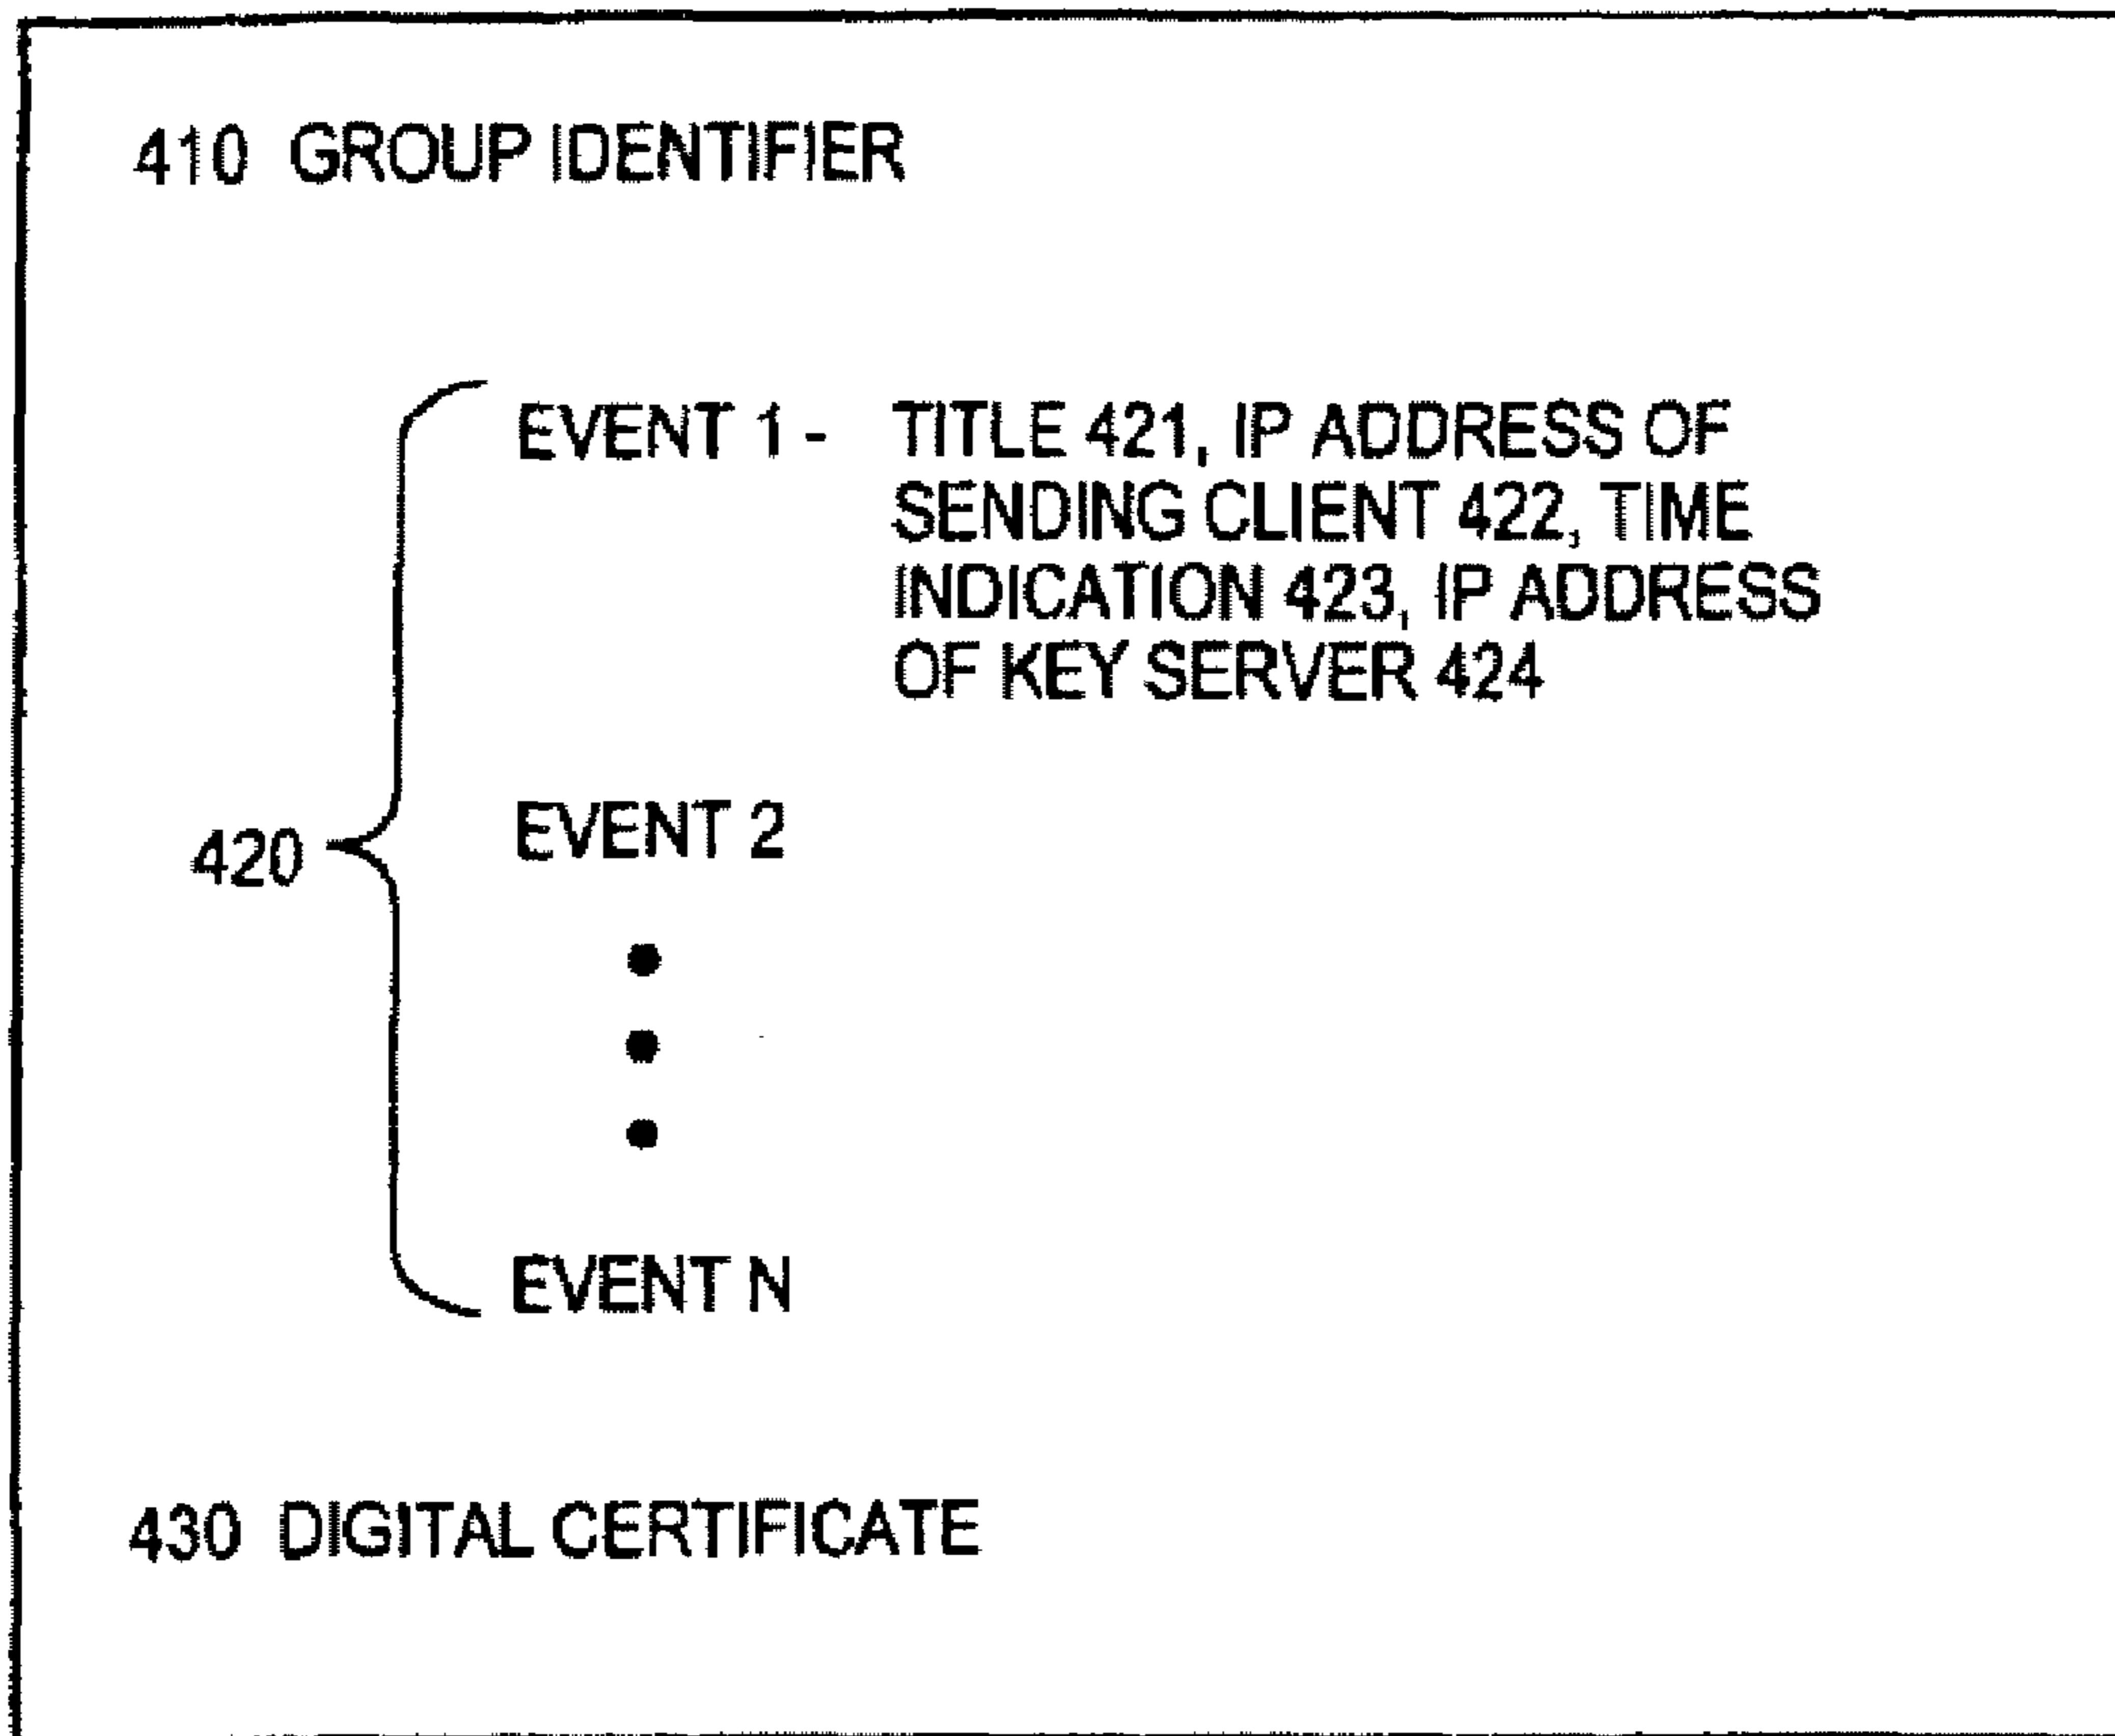 410 GROUP IDENTIFIER
EVENT 1 - TITLE 421, IP ADDRESS OF
SENDING CLIENT 422, TIME
INDICATION 423, IP ADDRESS
OF KEY SERVER 424
420
EVENT 2
EVENT N
430 DIGITAL CERTIFICATE